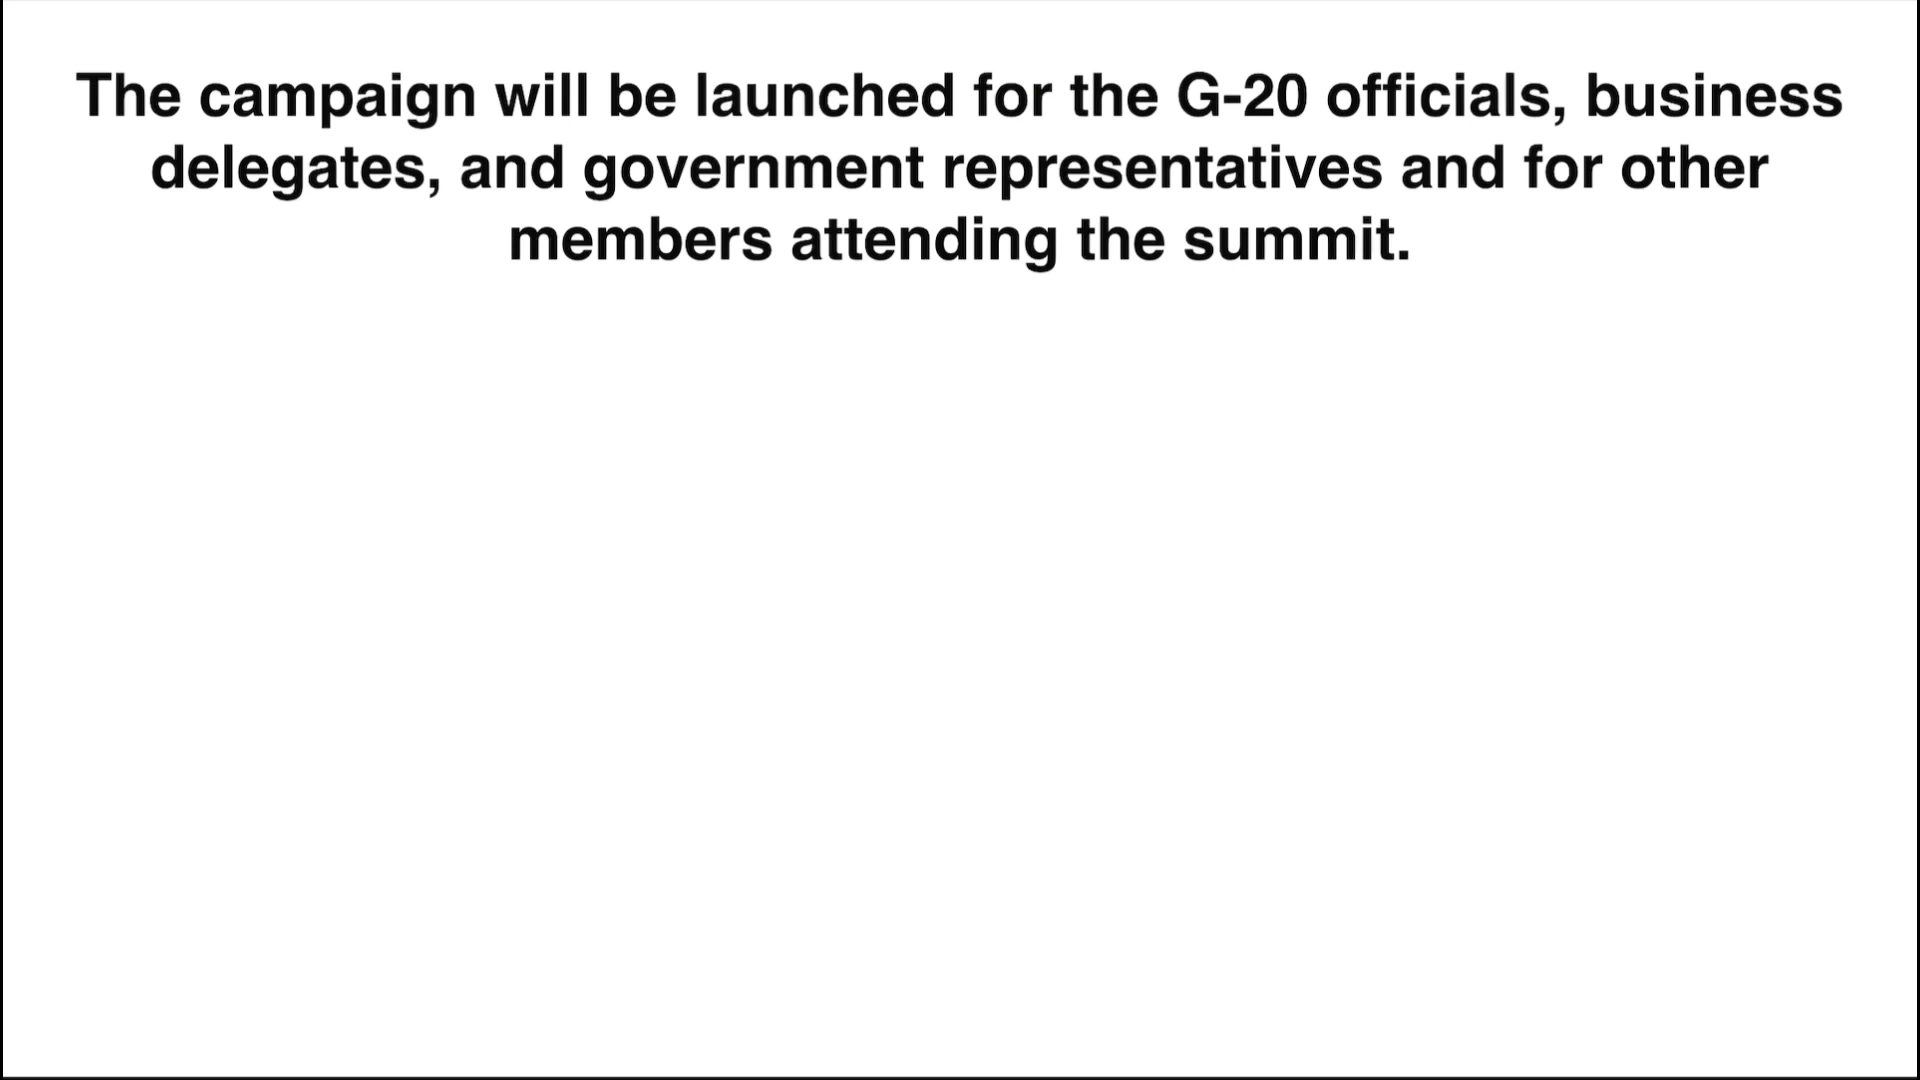 The campaign will be launched for the G-20 officials, business
delegates, and government representatives and for other
members attending the summit.